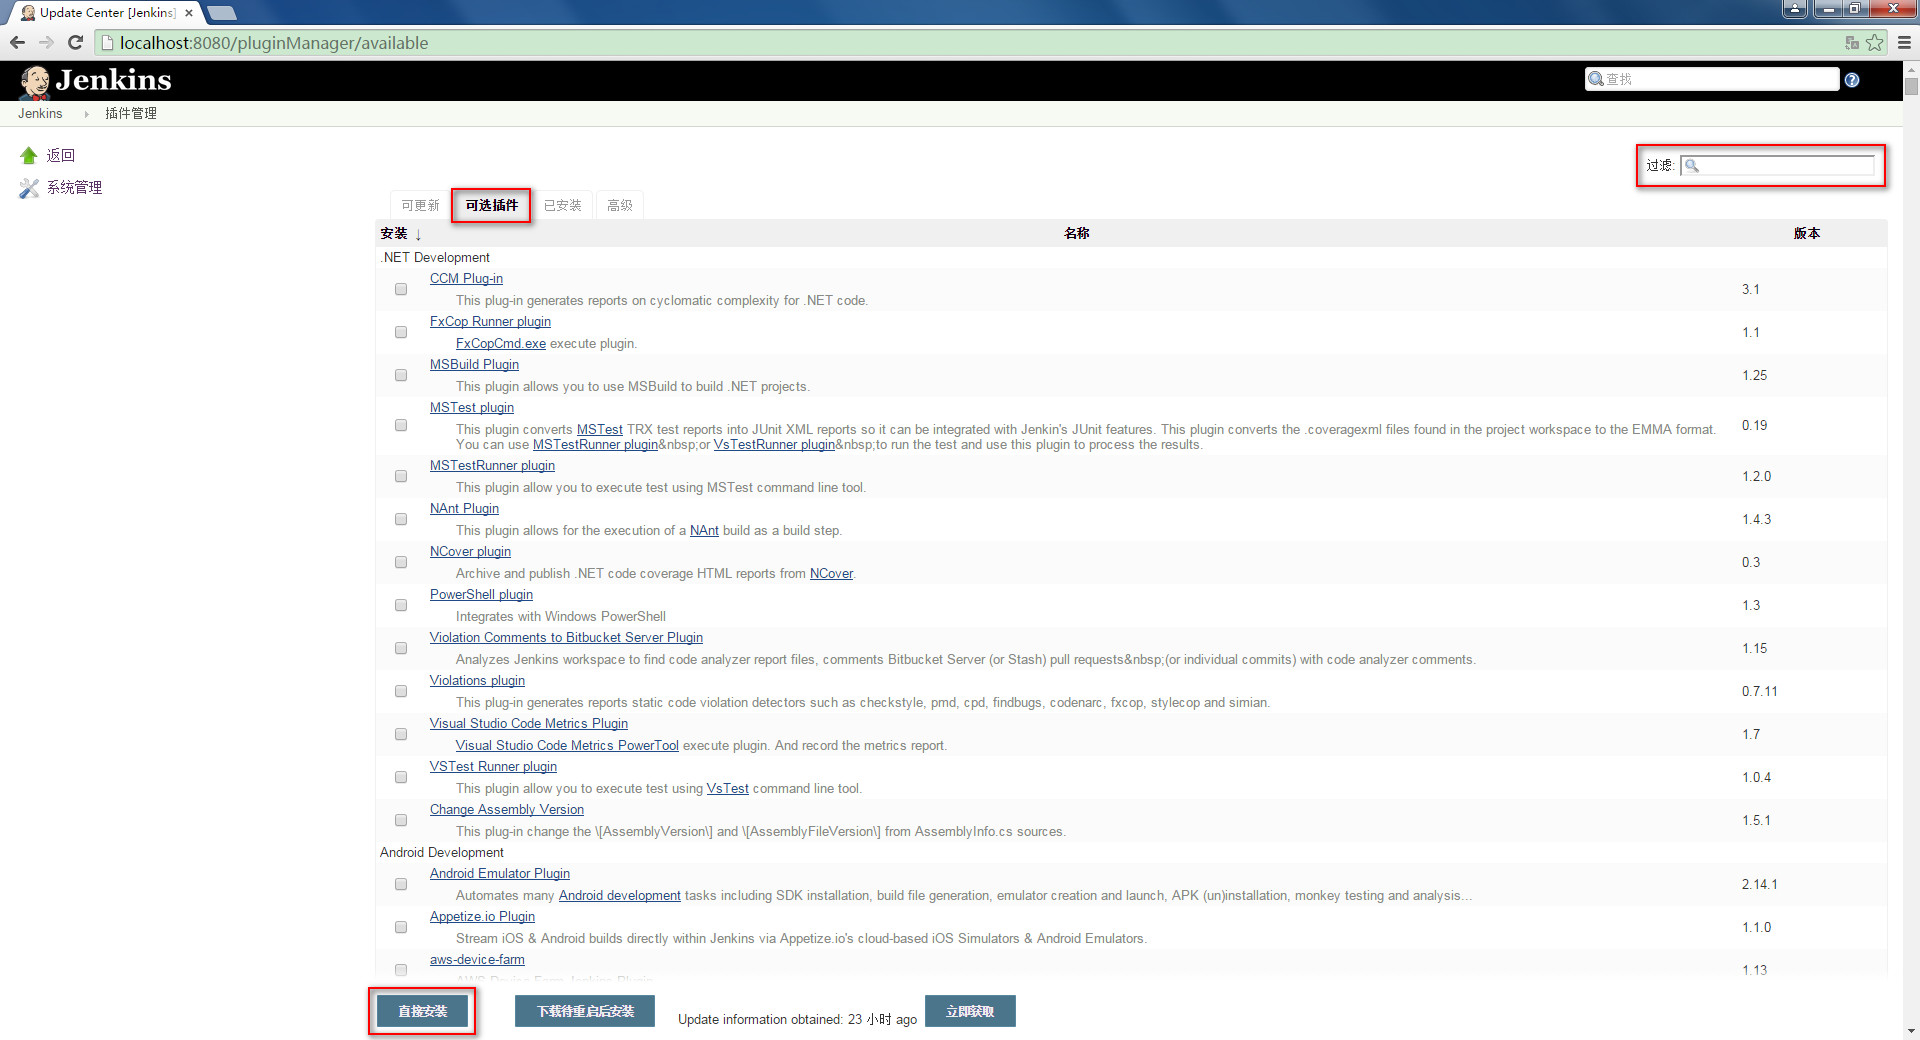 Update Center [Jenkins]
localhost:8080/pluginManager/available
Jenkins
查找
Jenkins
插件管理
返回
系统管理
过滤:
可更新
可选插件
已安装
高级
安装 ↓
名称
版本
.NET Development
CCM Plug-in
This plug-in generates reports on cyclomatic complexity for .NET code.
3.1
FxCop Runner plugin
FxCopCmd.exe execute plugin.
1.1
MSBuild Plugin
This plugin allows you to use MSBuild to build .NET projects.
1.25
MSTest plugin
This plugin converts MSTest TRX test reports into JUnit XML reports so it can be integrated with Jenkin's JUnit features. This plugin converts the .coveragexml files found in the project workspace to the EMMA format.
You can use MSTestRunner plugin&nbsp;or VsTestRunner plugin&nbsp;to run the test and use this plugin to process the results.
0.19
MSTestRunner plugin
This plugin allow you to execute test using MSTest command line tool.
1.2.0
NAnt Plugin
This plugin allows for the execution of a NAnt build as a build step.
1.4.3
NCover plugin
Archive and publish .NET code coverage HTML reports from NCover.
0.3
PowerShell plugin
Integrates with Windows PowerShell
1.3
Violation Comments to Bitbucket Server Plugin
Analyzes Jenkins workspace to find code analyzer report files, comments Bitbucket Server (or Stash) pull requests&nbsp;(or individual commits) with code analyzer comments.
1.15
Violations plugin
This plug-in generates reports static code violation detectors such as checkstyle, pmd, cpd, findbugs, codenarc, fxcop, stylecop and simian.
0.7.11
Visual Studio Code Metrics Plugin
Visual Studio Code Metrics PowerTool execute plugin. And record the metrics report.
1.7
VSTest Runner plugin
This plugin allow you to execute test using VsTest command line tool.
1.0.4
Change Assembly Version
This plug-in change the \[AssemblyVersion\] and \[AssemblyFileVersion\] from AssemblyInfo.cs sources.
1.5.1
Android Development
Android Emulator Plugin
Automates many Android development tasks including SDK installation, build file generation, emulator creation and launch, APK (un)installation, monkey testing and analysis...
2.14.1
Appetize.io Plugin
Stream iOS & Android builds directly within Jenkins via Appetize.io's cloud-based iOS Simulators & Android Emulators.
1.1.0
aws-device-farm
AWS Device Farm Jenkins Plugin
1.13
直接安装
下载待重启后安装
Update information obtained: 23 小时 ago
立即获取